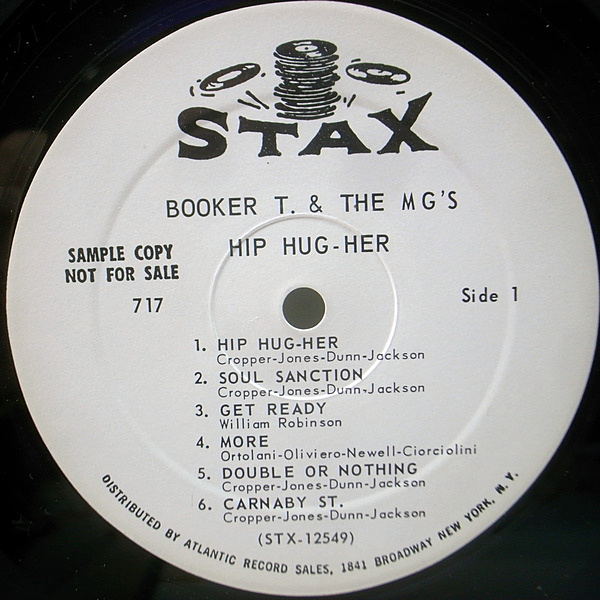 STAX
BOOKER T. & THE MG'S
HIP HUG-HER
SAMPLE COPY
NOT FOR SALE
717
Side 1
1. HIP HUG-HER
Cropper-Jones-Dunn-Jackson
2. SOUL SANCTION
Cropper-Jones-Dunn-Jackson
3. GET READY
William Robinson
4. MORE
Ortolani-Oliviero-Newell-Ciorciolini
5. DOUBLE OR NOTHING
Cropper-Jones-Dunn-Jackson
6. CARNABY ST.
Cropper-Jones-Dunn-Jackson
(STX-12549)
DISTRIBUTED BY ATLANTIC RECORD SALES, 1841 BROADWAY NEW YORK, N. Y.